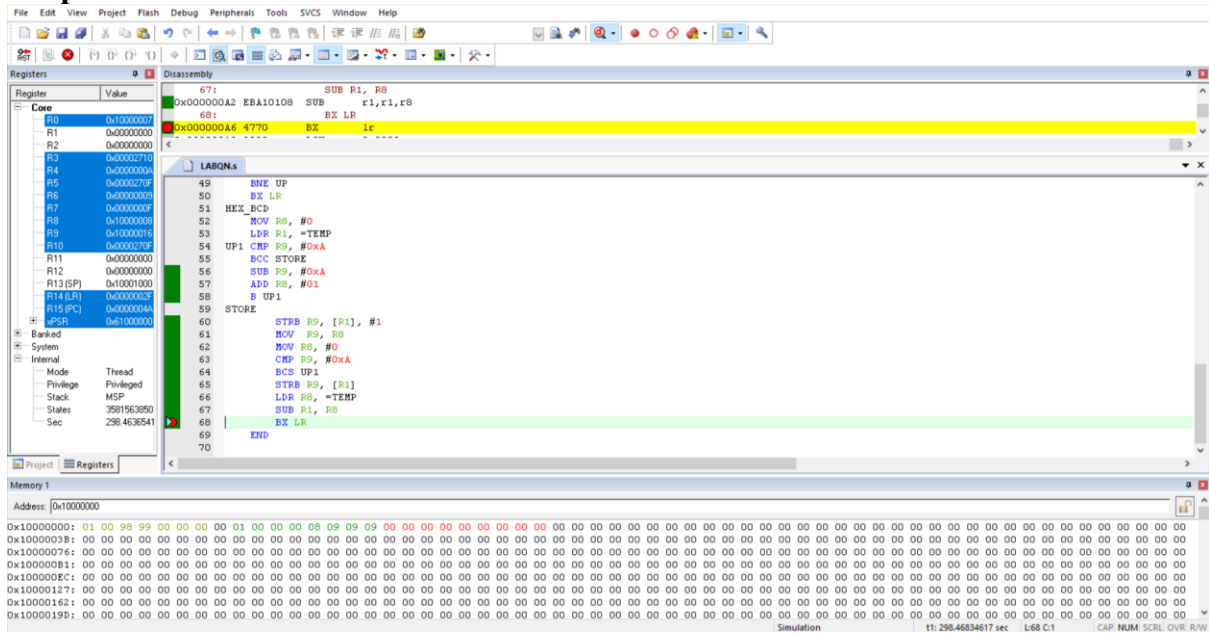 File Edit View Project Flash Debug Peripherals Tools SVCS Window Help
Registers
Register Value
Core
R0 0x10000007
R1 0x00000000
R2 0x00000000
R3 0x00002710
R4 0x0000000A
R5 0x0000270F
R6 0x00000009
R7 0x0000000F
R8 0x10000008
R9 0x10000016
R10 0x0000270F
R11 0x00000000
R12 0x00000000
R13 (SP) 0x10001000
R14 (LR) 0x0000002F
R15 (PC) 0x0000004A
xPSR 0x61000000
Banked
System
Internal
Mode Thread
Privilege Privileged
Stack MSP
States 3581563850
Sec 298.4636541
Project Registers
Disassembly
67: SUB R1, R8
0x000000A2 EBA10108 SUB r1,r1,r8
68: BX LR
0x000000A6 4770 BX lr
LABQN.s
49 BNE UP
50 BX LR
51 HEX_BCD
52 MOV R8, #0
53 LDR R1, =TEMP
54 UP1 CMP R9, #0xA
55 BCC STORE
56 SUB R9, #0xA
57 ADD R8, #01
58 B UP1
59 STORE
60 STRB R9, [R1], #1
61 MOV R9, R8
62 MOV R8, #0
63 CMP R9, #0xA
64 BCS UP1
65 STRB R9, [R1]
66 LDR R8, =TEMP
67 SUB R1, R8
68 BX LR
69 END
70
Memory 1
Address: 0x10000000
0x10000000: 01 00 98 99 00 00 00 00 01 00 00 00 08 09 09 09 00 00 00 00 00 00 00 00 00 00 00 00 00 00 00 00 00 00 00 00 00 00 00 00 00 00 00 00 00 00 00 00 00 00 00 00 00 00 00 00 00 00 00
0x1000003B: 00 00 00 00 00 00 00 00 00 00 00 00 00 00 00 00 00 00 00 00 00 00 00 00 00 00 00 00 00 00 00 00 00 00 00 00 00 00 00 00 00 00 00 00 00 00 00 00 00 00 00 00 00 00 00 00 00 00 00
0x10000076: 00 00 00 00 00 00 00 00 00 00 00 00 00 00 00 00 00 00 00 00 00 00 00 00 00 00 00 00 00 00 00 00 00 00 00 00 00 00 00 00 00 00 00 00 00 00 00 00 00 00 00 00 00 00 00 00 00 00 00
0x100000B1: 00 00 00 00 00 00 00 00 00 00 00 00 00 00 00 00 00 00 00 00 00 00 00 00 00 00 00 00 00 00 00 00 00 00 00 00 00 00 00 00 00 00 00 00 00 00 00 00 00 00 00 00 00 00 00 00 00 00 00
0x100000EC: 00 00 00 00 00 00 00 00 00 00 00 00 00 00 00 00 00 00 00 00 00 00 00 00 00 00 00 00 00 00 00 00 00 00 00 00 00 00 00 00 00 00 00 00 00 00 00 00 00 00 00 00 00 00 00 00 00 00 00
0x10000127: 00 00 00 00 00 00 00 00 00 00 00 00 00 00 00 00 00 00 00 00 00 00 00 00 00 00 00 00 00 00 00 00 00 00 00 00 00 00 00 00 00 00 00 00 00 00 00 00 00 00 00 00 00 00 00 00 00 00 00
0x10000162: 00 00 00 00 00 00 00 00 00 00 00 00 00 00 00 00 00 00 00 00 00 00 00 00 00 00 00 00 00 00 00 00 00 00 00 00 00 00 00 00 00 00 00 00 00 00 00 00 00 00 00 00 00 00 00 00 00 00 00
0x1000019D: 00 00 00 00 00 00 00 00 00 00 00 00 00 00 00 00 00 00 00 00 00 00 00 00 00 00 00 00 00 00 00 00 00 00 00 00 00 00 00 00 00 00 00 00 00 00 00 00 00 00 00 00 00 00 00 00 00 00 00
Simulation t1: 298.46834617 sec L:68 C:1 CAP NUM SCRL OVR R/W